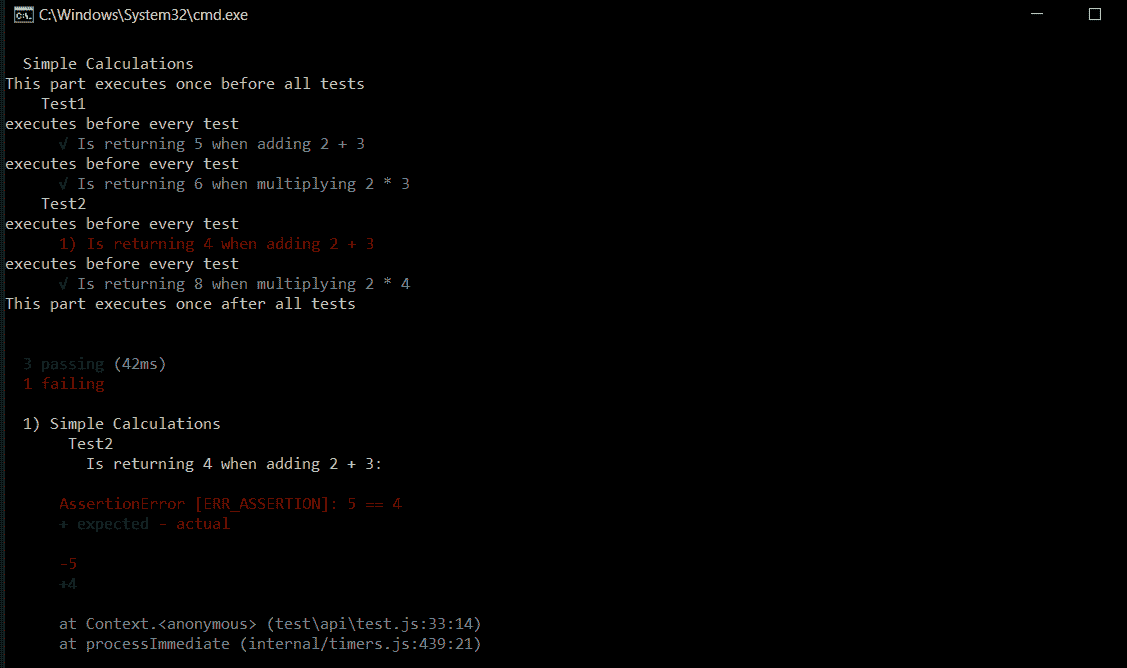 C:\Windows\System32\cmd.exe
Simple Calculations
This part executes once before all tests
Test1
executes before every test
√ Is returning 5 when adding 2 + 3
executes before every test
√ Is returning 6 when multiplying 2 * 3
Test2
executes before every test
1) Is returning 4 when adding 2 + 3
executes before every test
√ Is returning 8 when multiplying 2 * 4
This part executes once after all tests
3 passing (42ms)
1 failing
1) Simple Calculations
Test2
Is returning 4 when adding 2 + 3:
AssertionError [ERR_ASSERTION]: 5 == 4
+ expected - actual
-5
+4
at Context.<anonymous> (test\api\test.js:33:14)
at processImmediate (internal/timers.js:439:21)